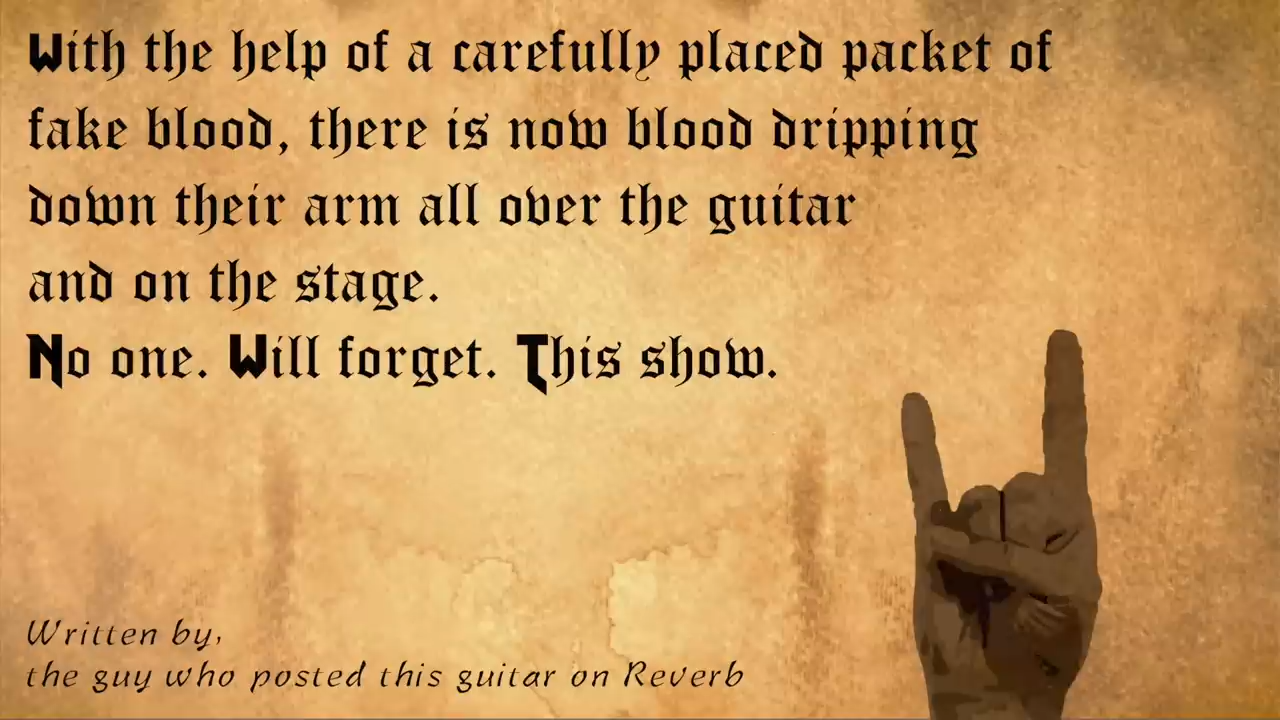 With the help of a carefully placed packet of
fake blood, there is now blood dripping
down their arm all over the guitar
and on the stage.
No one. Will forget. This show.
Written by,
the guy who posted this guitar on Reverb